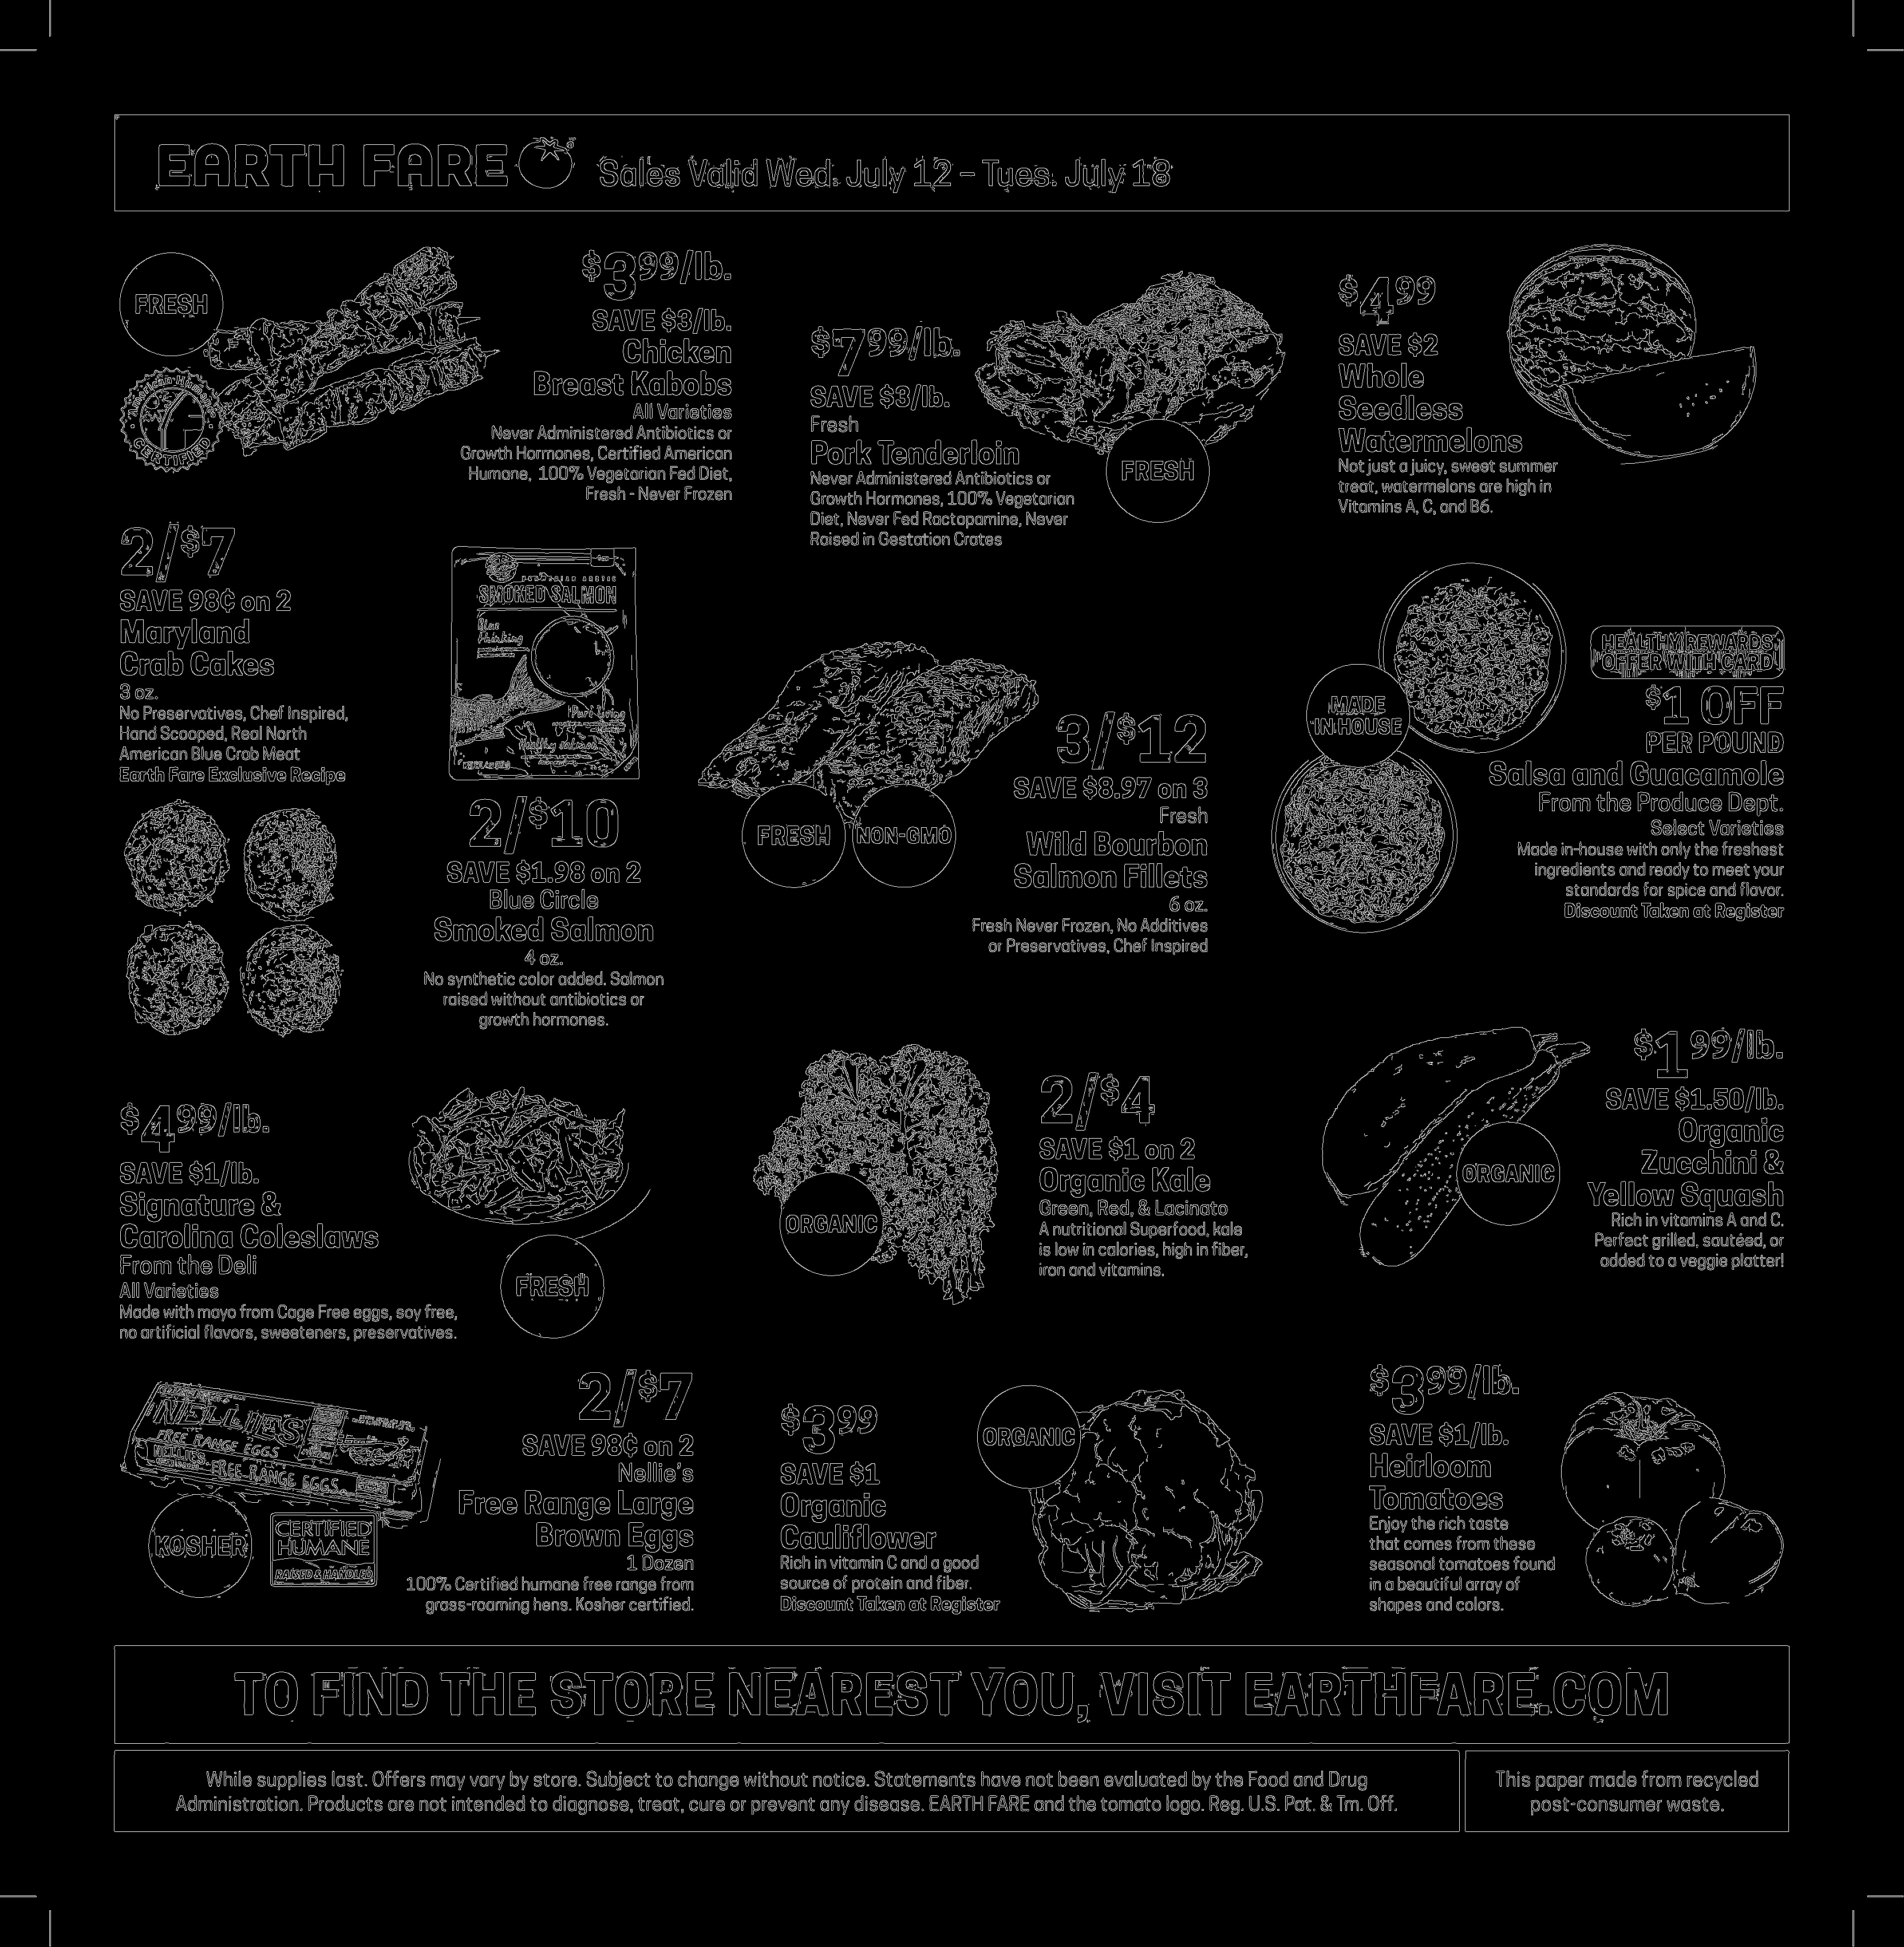 EARTH FARE
Sales Valid Wed. July 12 – Tues. July 18
FRESH
American Humane
CERTIFIED
$3.99/lb.
SAVE $3/lb.
Chicken
Breast Kabobs
All Varieties
Never Administered Antibiotics or
Growth Hormones, Certified American
Humane, 100% Vegetarian Fed Diet,
Fresh - Never Frozen
$7.99/lb.
SAVE $3/lb.
Fresh
Pork Tenderloin
Never Administered Antibiotics or
Growth Hormones, 100% Vegetarian
Diet, Never Fed Ractopamine, Never
Raised in Gestation Crates
FRESH
$4.99
SAVE $2
Whole
Seedless
Watermelons
Not just a juicy, sweet summer
treat, watermelons are high in
Vitamins A, C, and B6.
2/$7
SAVE 98¢ on 2
Maryland
Crab Cakes
3 oz.
No Preservatives, Chef Inspired,
Hand Scooped, Real North
American Blue Crab Meat
Earth Fare Exclusive Recipe
SMOKED SALMON
Blue
Thinking
2/$10
SAVE $1.98 on 2
Blue Circle
Smoked Salmon
4 oz.
No synthetic color added. Salmon
raised without antibiotics or
growth hormones.
FRESH
NON-GMO
3/$12
SAVE $8.97 on 3
Fresh
Wild Bourbon
Salmon Fillets
6 oz.
Fresh Never Frozen, No Additives
or Preservatives, Chef Inspired
MADE
IN HOUSE
HEALTHY REWARDS
OFFER WITH CARD
$1 OFF
PER POUND
Salsa and Guacamole
From the Produce Dept.
Select Varieties
Made in-house with only the freshest
ingredients and ready to meet your
standards for spice and flavor.
Discount Taken at Register
$4.99/lb.
SAVE $1/lb.
Signature &
Carolina Coleslaws
From the Deli
All Varieties
Made with mayo from Cage Free eggs, soy free,
no artificial flavors, sweeteners, preservatives.
FRESH
ORGANIC
2/$4
SAVE $1 on 2
Organic Kale
Green, Red, & Lacinato
A nutritional Superfood, kale
is low in calories, high in fiber,
iron and vitamins.
ORGANIC
$1.99/lb.
SAVE $1.50/lb.
Organic
Zucchini &
Yellow Squash
Rich in vitamins A and C.
Perfect grilled, sautéed, or
added to a veggie platter!
NELLIE'S
FREE RANGE EGGS
NELLIE'S
FREE RANGE EGGS
KOSHER
CERTIFIED
HUMANE
RAISED & HANDLED
2/$7
SAVE 98¢ on 2
Nellie's
Free Range Large
Brown Eggs
1 Dozen
100% Certified humane free range from
grass-roaming hens. Kosher certified.
$3.99
SAVE $1
Organic
Cauliflower
Rich in vitamin C and a good
source of protein and fiber.
Discount Taken at Register
ORGANIC
$3.99/lb.
SAVE $1/lb.
Heirloom
Tomatoes
Enjoy the rich taste
that comes from these
seasonal tomatoes found
in a beautiful array of
shapes and colors.
TO FIND THE STORE NEAREST YOU, VISIT EARTHFARE.COM
While supplies last. Offers may vary by store. Subject to change without notice. Statements have not been evaluated by the Food and Drug
Administration. Products are not intended to diagnose, treat, cure or prevent any disease. EARTH FARE and the tomato logo. Reg. U.S. Pat. & Tm. Off.
This paper made from recycled
post-consumer waste.